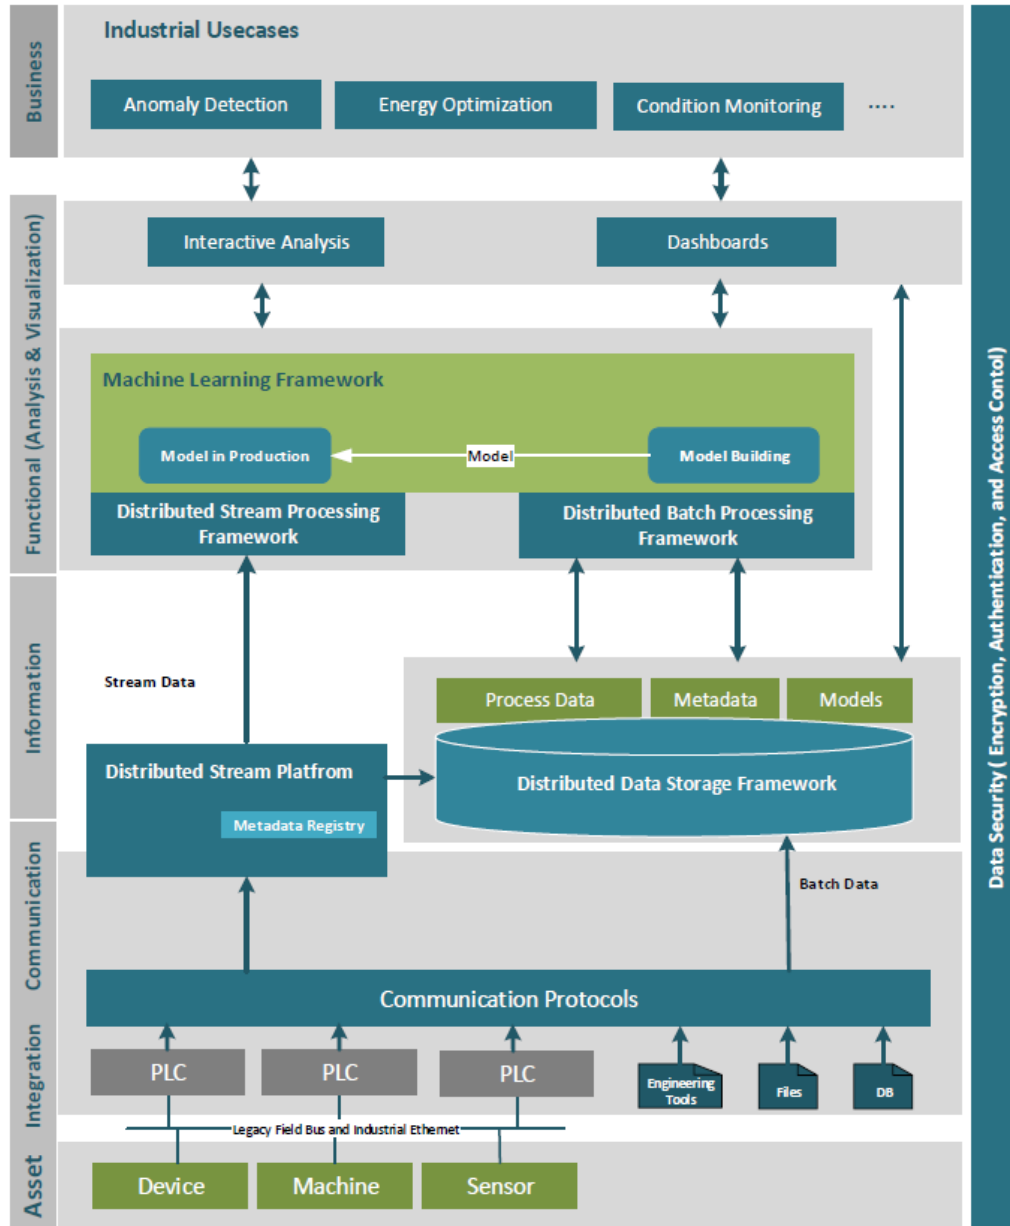 Business
Industrial Usecases
Anomaly Detection
Energy Optimization
Condition Monitoring
....
Functional (Analysis & Visualization)
Interactive Analysis
Dashboards
Machine Learning Framework
Model in Production
Model
Model Building
Distributed Stream Processing
Framework
Distributed Batch Processing
Framework
Information
Stream Data
Process Data
Metadata
Models
Distributed Stream Platfrom
Metadata Registry
Distributed Data Storage Framework
Communication
Batch Data
Communication Protocols
Integration
PLC
PLC
PLC
Engineering
Tools
Files
DB
Legacy Field Bus and Industrial Ethernet
Asset
Device
Machine
Sensor
Data Security ( Encryption, Authentication, and Access Contol)